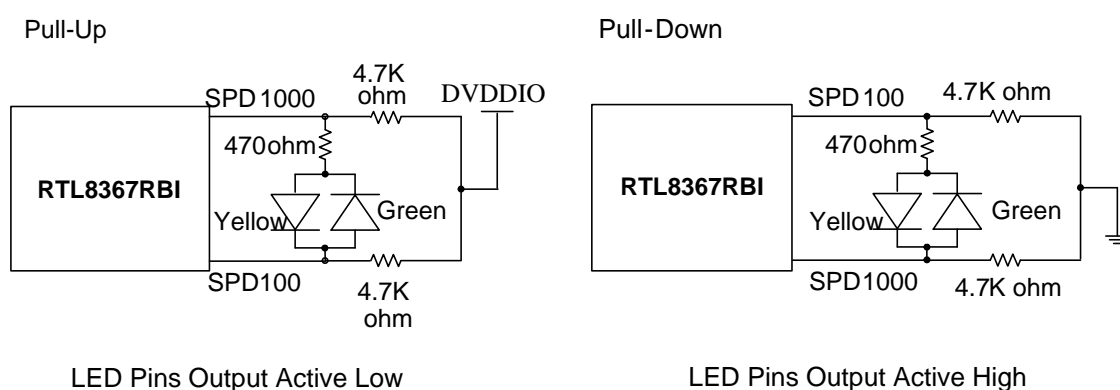 Pull-Up
4.7K
ohm
DVDDIO
SPD1000
470ohm
RTL8367RBI
Yellow
Green
SPD100
4.7K
ohm
LED Pins Output Active Low
Pull-Down
SPD100
4.7K ohm
470ohm
RTL8367RBI
Yellow
Green
SPD1000
4.7K ohm
LED Pins Output Active High